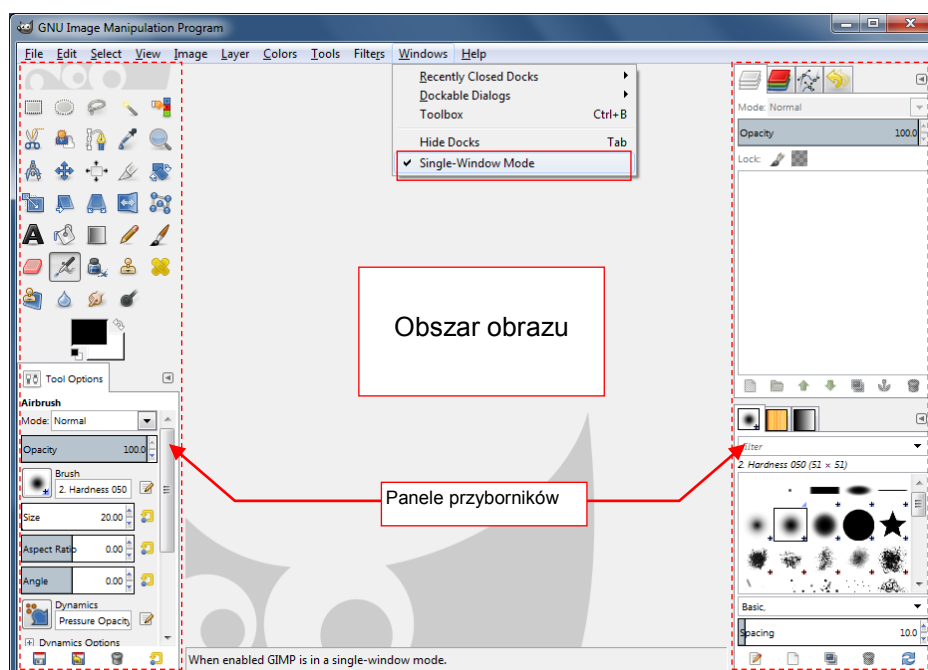 GNU Image Manipulation Program
File Edit Select View Image Layer Colors Tools Filters Windows Help
Recently Closed Docks
Dockable Dialogs
Toolbox Ctrl+B
Hide Docks Tab
Single-Window Mode
Mode: Normal
Opacity 100.0
Lock:
Obszar obrazu
Tool Options
Airbrush
Mode: Normal
Opacity 100.0
Brush
2. Hardness 050
Size 20.00
Aspect Ratio 0.00
Angle 0.00
Dynamics
Pressure Opacity
Dynamics Options
Panele przyborników
filter
2. Hardness 050 (51 × 51)
Basic,
Spacing 10.0
When enabled GIMP is in a single-window mode.